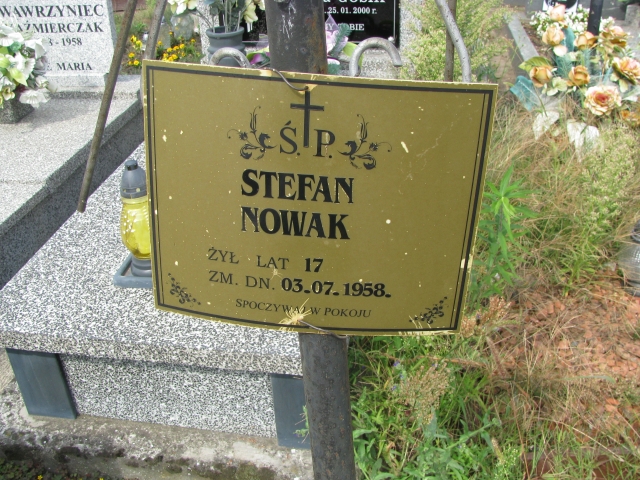 WAWRZYNIEC
KAŹMIERCZAK
1958
MARIA
25.01.2000 r.
Ś. P.
STEFAN
NOWAK
ŻYŁ LAT 17
ZM. DN. 03.07.1958.
SPOCZYWAJ W POKOJU